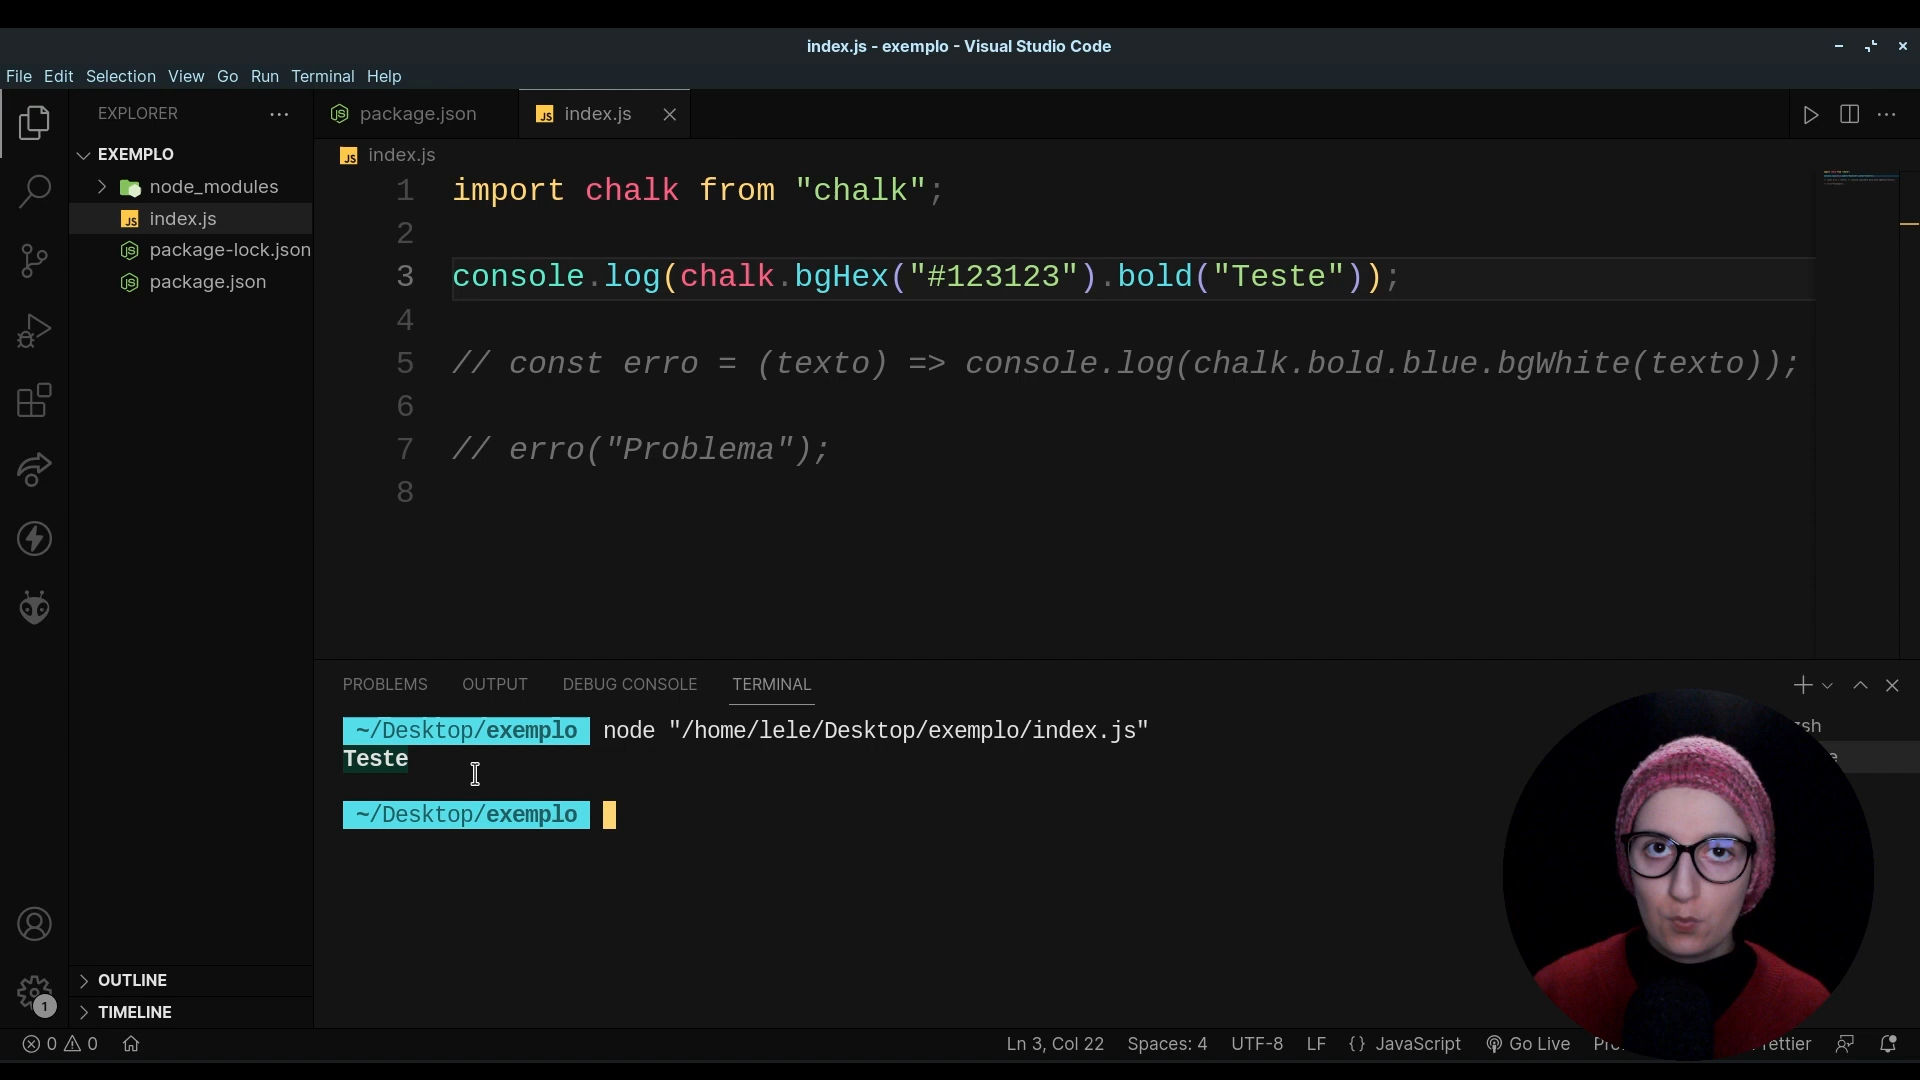 index.js - exemplo - Visual Studio Code
File Edit Selection View Go Run Terminal Help
EXPLORER
EXEMPLO
node_modules
JS index.js
package-lock.json
package.json
package.json
JS index.js
JS index.js
1 import chalk from "chalk";
2
3 console.log(chalk.bgHex("#123123").bold("Teste"));
4
5 // const erro = (texto) => console.log(chalk.bold.blue.bgWhite(texto));
6
7 // erro("Problema");
8
PROBLEMS OUTPUT DEBUG CONSOLE TERMINAL
~/Desktop/exemplo node "/home/lele/Desktop/exemplo/index.js"
Teste
~/Desktop/exemplo
OUTLINE
1
TIMELINE
0 0 Ln 3, Col 22 Spaces: 4 UTF-8 LF {} JavaScript Go Live